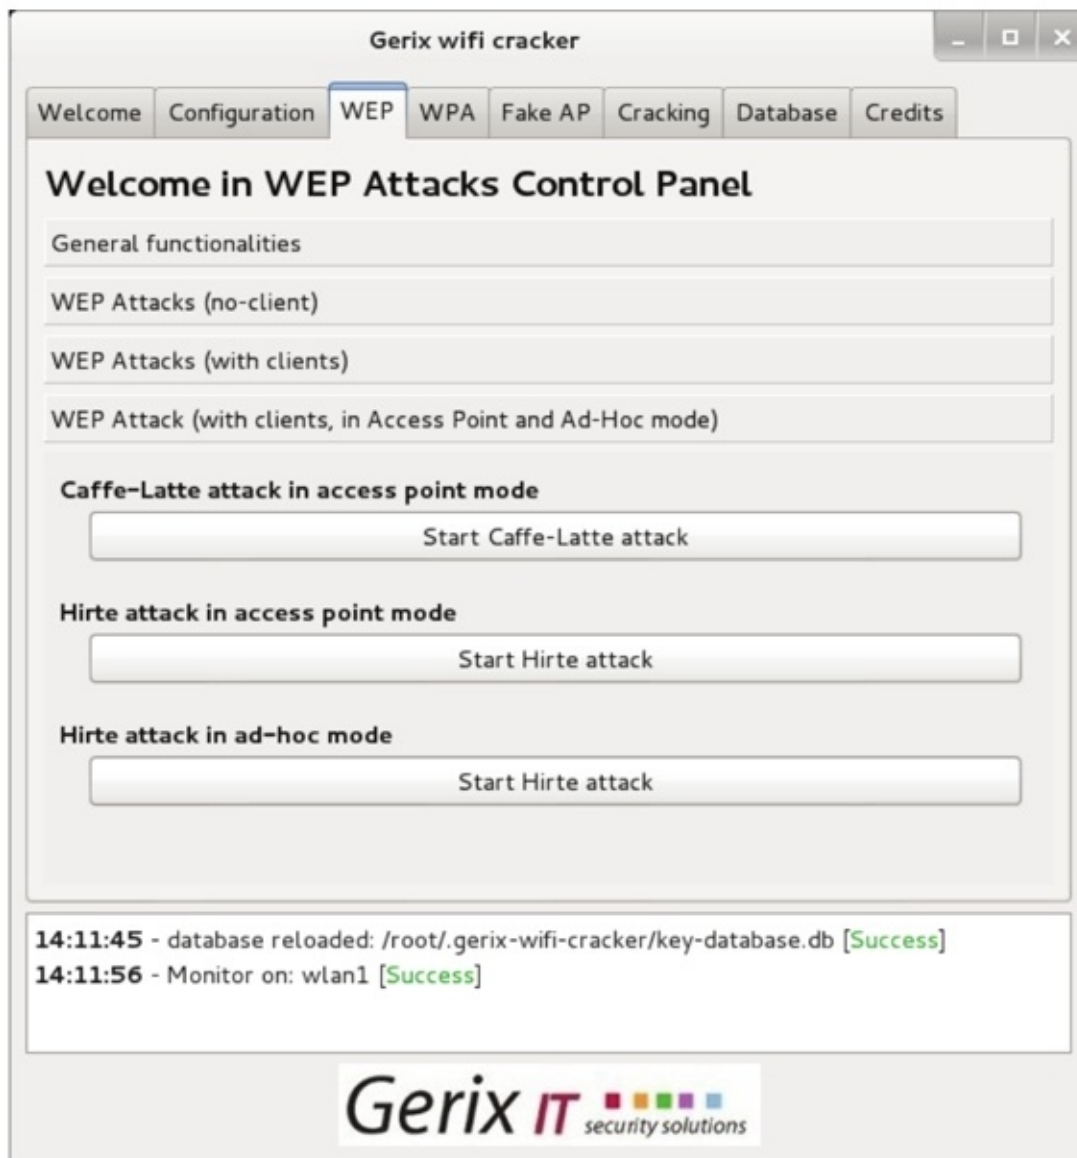 Gerix wifi cracker
Welcome Configuration WEP WPA Fake AP Cracking Database Credits
Welcome in WEP Attacks Control Panel
General functionalities
WEP Attacks (no-client)
WEP Attacks (with clients)
WEP Attack (with clients, in Access Point and Ad-Hoc mode)
Caffe-Latte attack in access point mode
Start Caffe-Latte attack
Hirte attack in access point mode
Start Hirte attack
Hirte attack in ad-hoc mode
Start Hirte attack
14:11:45 - database reloaded: /root/.gerix-wifi-cracker/key-database.db [Success]
14:11:56 - Monitor on: wlan1 [Success]
Gerix IT security solutions